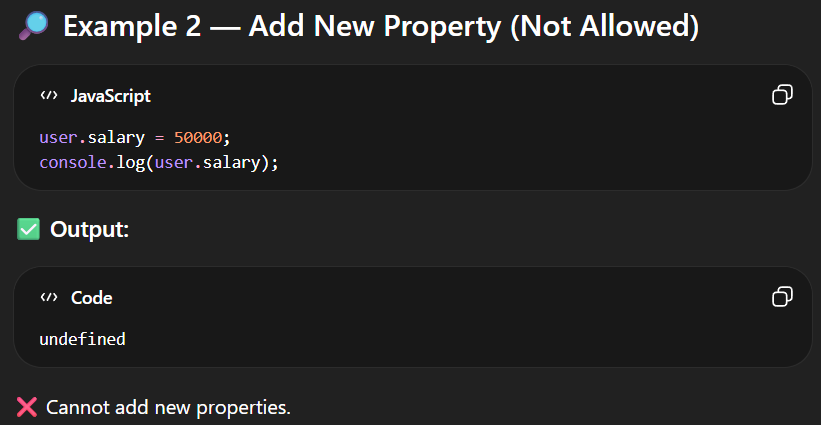 🔎 Example 2 — Add New Property (Not Allowed)
</> JavaScript
user.salary = 50000;
console.log(user.salary);
✅ Output:
</> Code
undefined
❌ Cannot add new properties.